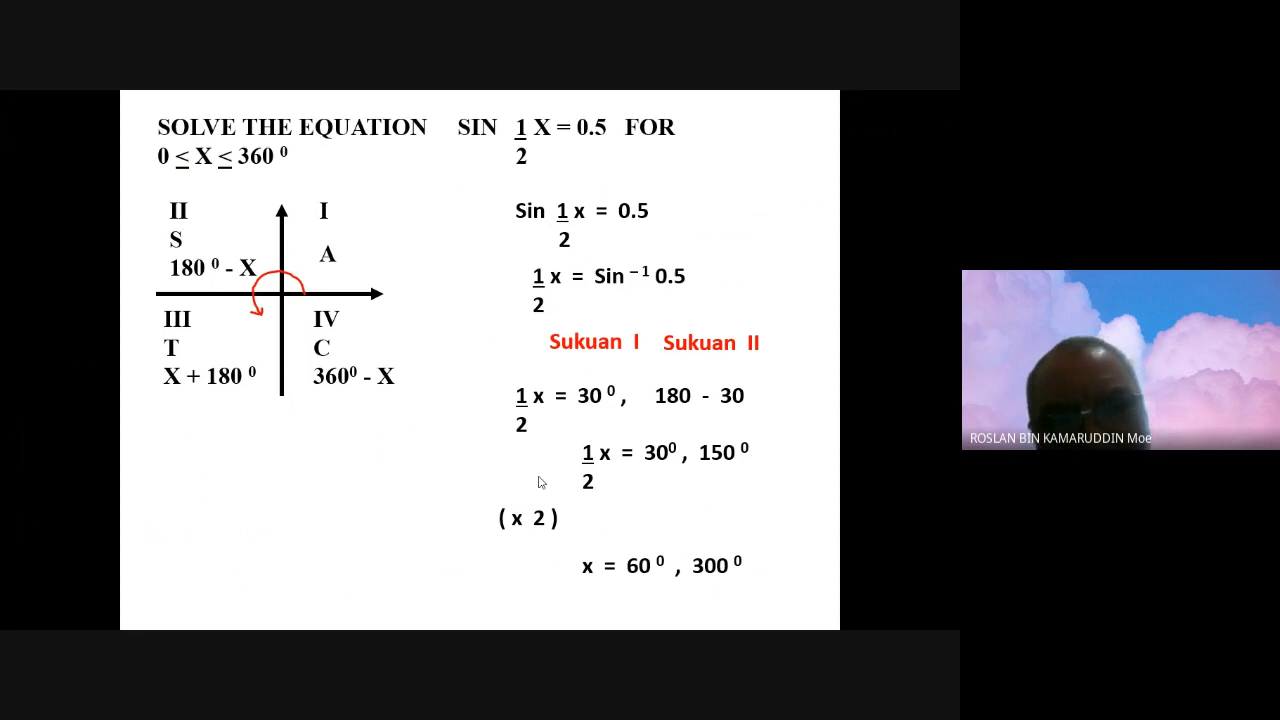 SOLVE THE EQUATION SIN 1 X = 0.5 FOR
0 ≤ X ≤ 360 ⁰ 2
II I
S
A
180 ⁰ - X
III IV
T C
X + 180 ⁰ 360⁰ - X
Sin 1 x = 0.5
2
1 x = Sin ⁻¹ 0.5
2
Sukuan I Sukuan II
1 x = 30 ⁰ , 180 - 30
2
1 x = 30⁰ , 150 ⁰
2
( x 2 )
x = 60 ⁰ , 300 ⁰
ROSLAN BIN KAMARUDDIN Moe